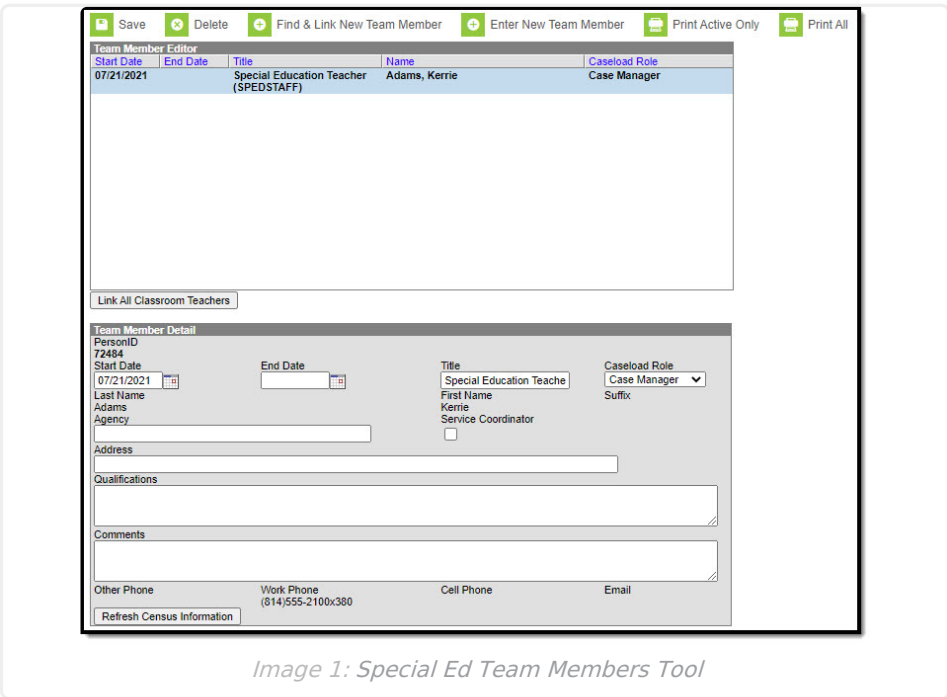 Save Delete Find & Link New Team Member Enter New Team Member Print Active Only Print All
Team Member Editor
Start Date End Date Title Name Caseload Role
07/21/2021 Special Education Teacher Adams, Kerrie Case Manager
(SPEDSTAFF)
Link All Classroom Teachers
Team Member Detail
PersonID
72484
Start Date End Date Title Caseload Role
07/21/2021 Special Education Teache Case Manager
Last Name First Name Suffix
Adams Kerrie
Agency Service Coordinator
Address
Qualifications
Comments
Other Phone Work Phone Cell Phone Email
(814)555-2100x380
Refresh Census Information
Image 1: Special Ed Team Members Tool